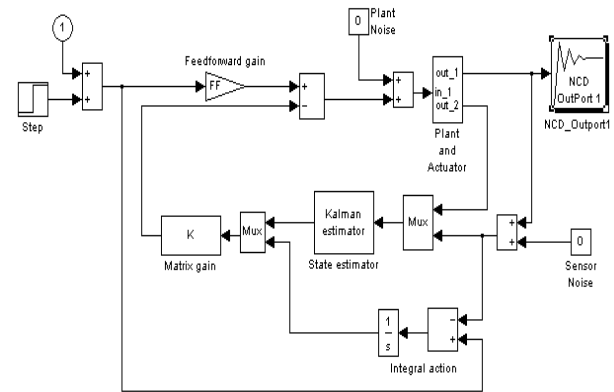 1
0
Plant
Noise
Feedforward gain
+
+
FF
+
-
+
+
out_1
in_1
out_2
NCD
OutPort 1
NCD_Outport1
Step
Plant
and
Actuator
K
Matrix gain
Mux
Kalman
estimator
State estimator
Mux
+
+
0
Sensor
Noise
1
s
-
+
Integral action